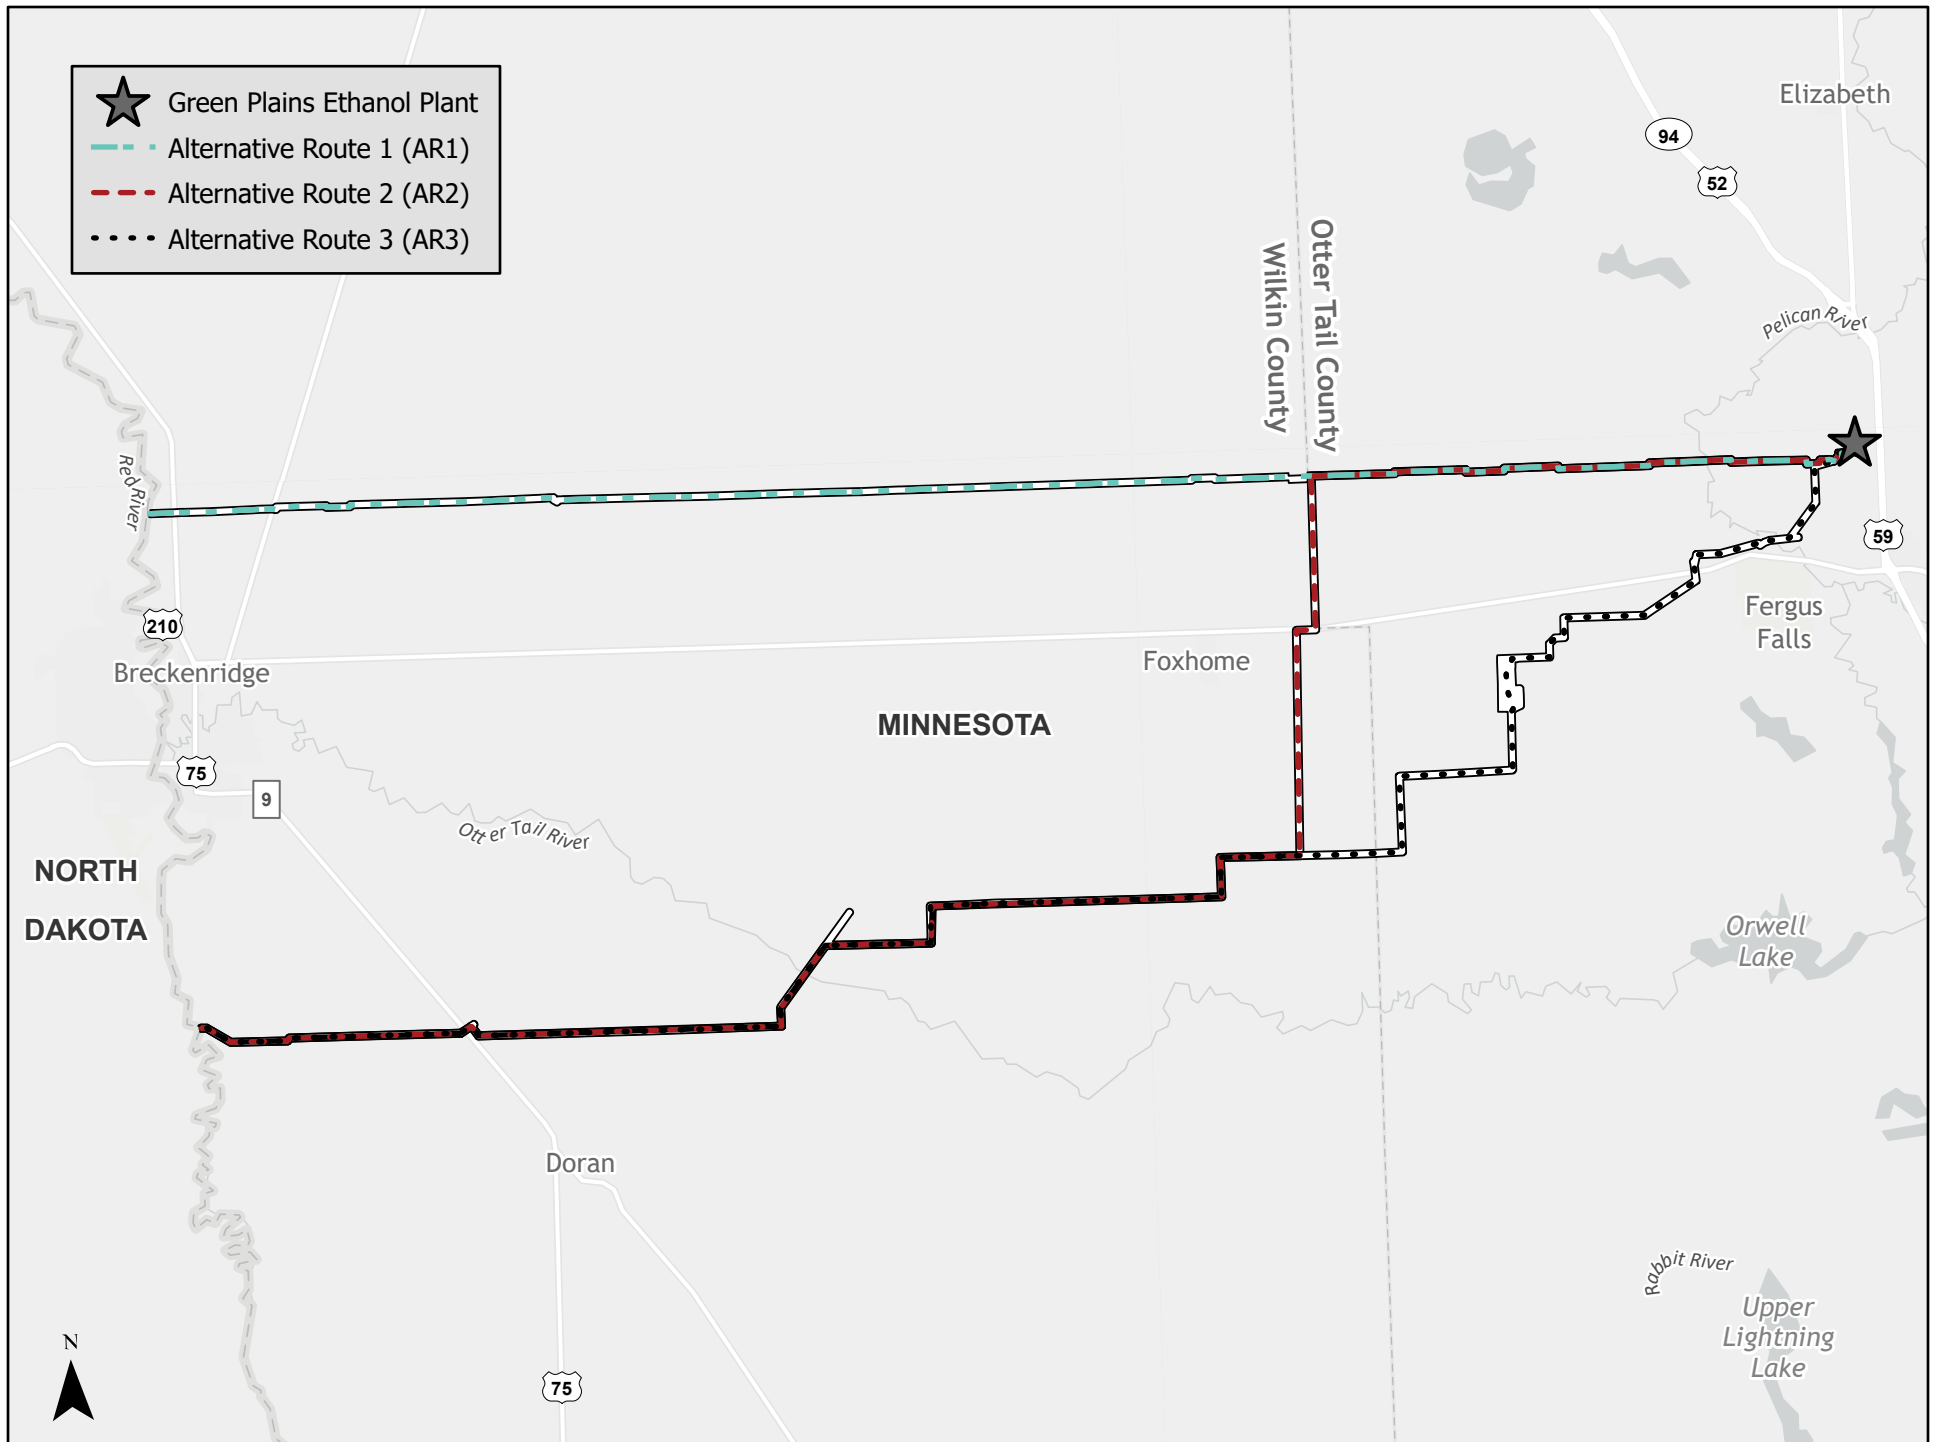 Green Plains Ethanol Plant
Alternative Route 1 (AR1)
Alternative Route 2 (AR2)
Alternative Route 3 (AR3)
Elizabeth
94
52
Otter Tail County
Wilkin County
Pelican River
Red River
59
210
Fergus
Falls
Breckenridge
Foxhome
MINNESOTA
75
9
Otter Tail River
NORTH
DAKOTA
Orwell
Lake
Doran
Rabbit River
Upper
Lightning
Lake
N
75